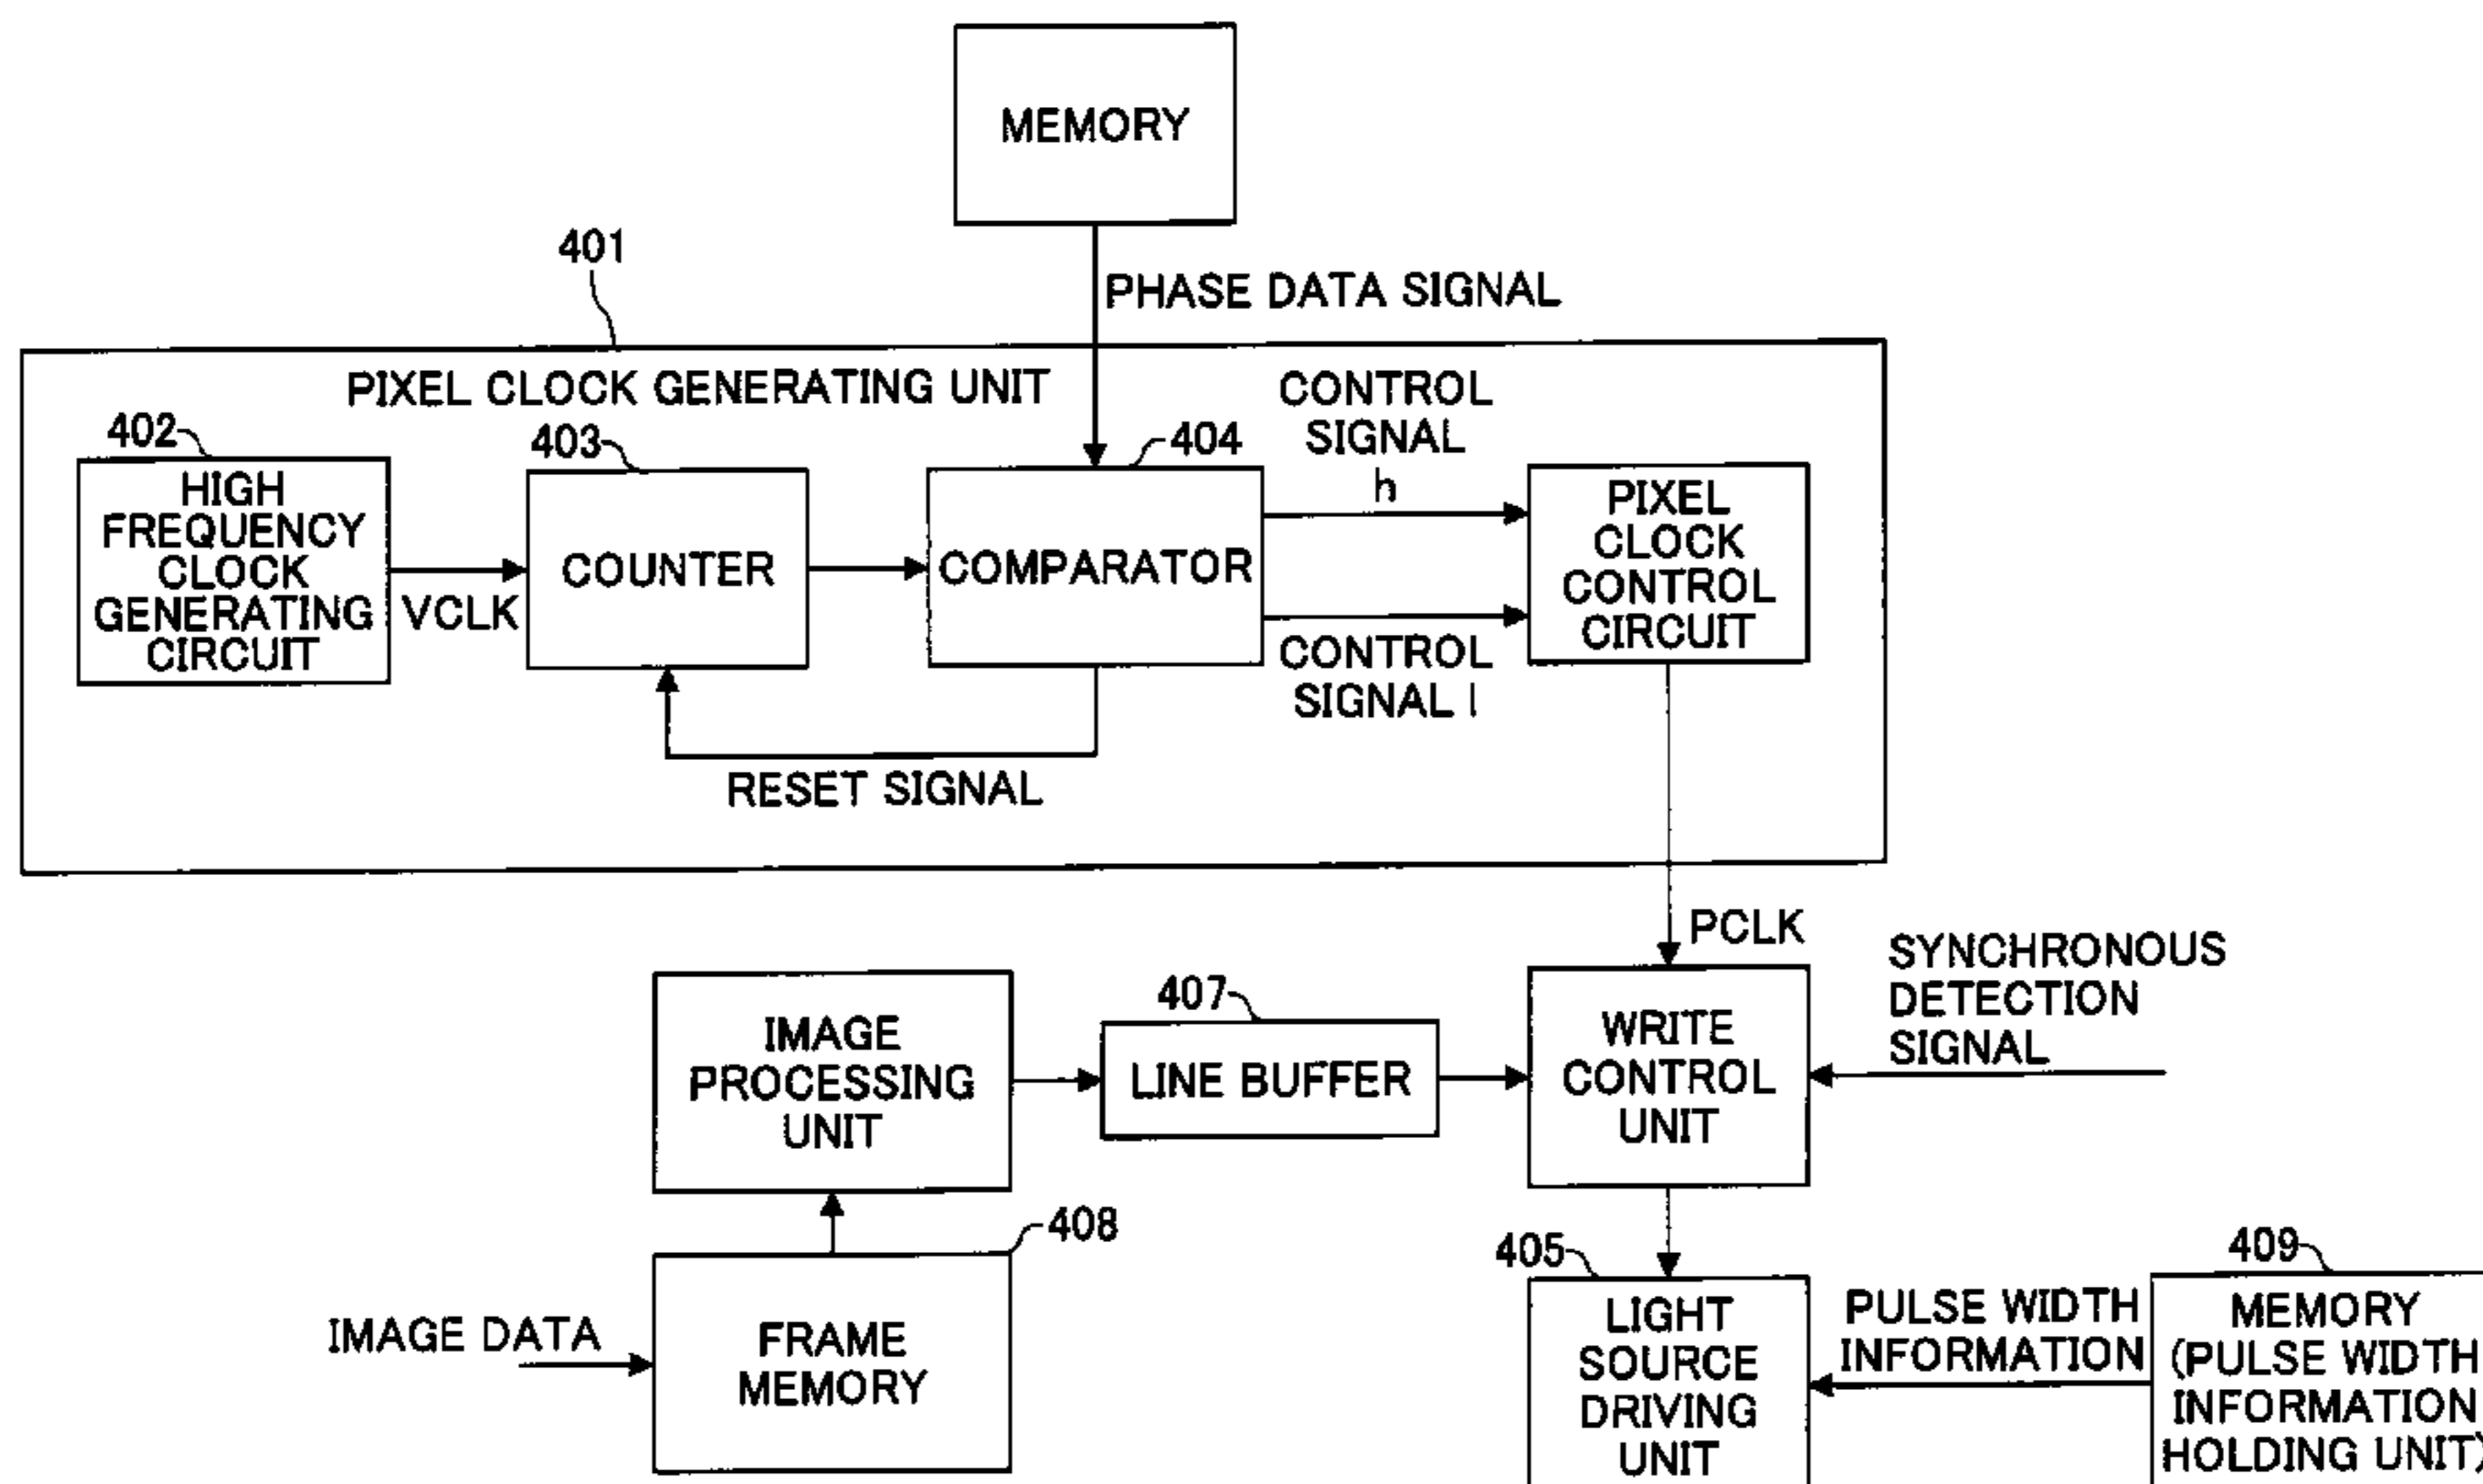 MEMORY
401
PHASE DATA SIGNAL
PIXEL CLOCK GENERATING UNIT
CONTROL
SIGNAL
h
402
HIGH
FREQUENCY
CLOCK
GENERATING
CIRCUIT
VCLK
403
COUNTER
404
COMPARATOR
PIXEL
CLOCK
CONTROL
CIRCUIT
CONTROL
SIGNAL l
RESET SIGNAL
PCLK
SYNCHRONOUS
DETECTION
SIGNAL
IMAGE
PROCESSING
UNIT
407
LINE BUFFER
WRITE
CONTROL
UNIT
408
IMAGE DATA
FRAME
MEMORY
405
LIGHT
SOURCE
DRIVING
UNIT
PULSE WIDTH
INFORMATION
409
MEMORY
(PULSE WIDTH
INFORMATION
HOLDING UNIT)